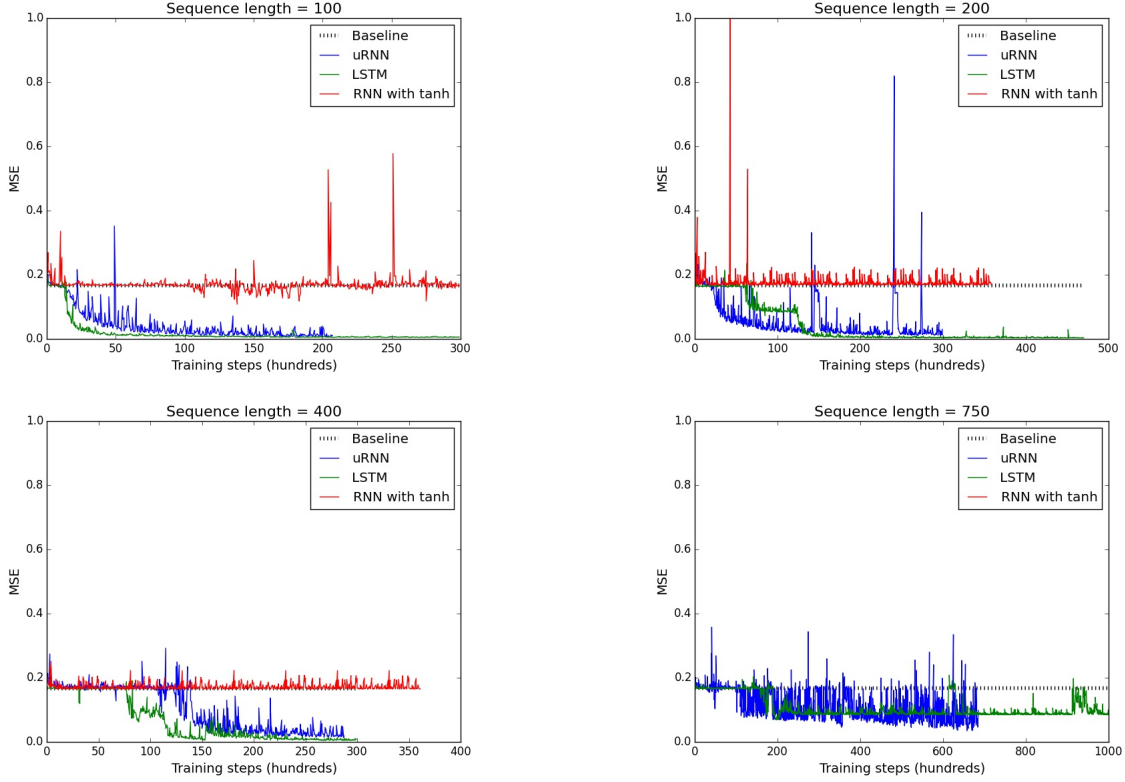 Sequence length = 100
1.0
0.8
0.6
0.4
0.2
0.0
MSE
0
50
100
150
200
250
300
Training steps (hundreds)
Baseline
uRNN
LSTM
RNN with tanh
Sequence length = 200
1.0
0.8
0.6
0.4
0.2
0.0
MSE
0
100
200
300
400
500
Training steps (hundreds)
Baseline
uRNN
LSTM
RNN with tanh
Sequence length = 400
1.0
0.8
0.6
0.4
0.2
0.0
MSE
0
50
100
150
200
250
300
350
400
Training steps (hundreds)
Baseline
uRNN
LSTM
RNN with tanh
Sequence length = 750
1.0
0.8
0.6
0.4
0.2
0.0
MSE
0
200
400
600
800
1000
Training steps (hundreds)
Baseline
uRNN
LSTM
RNN with tanh